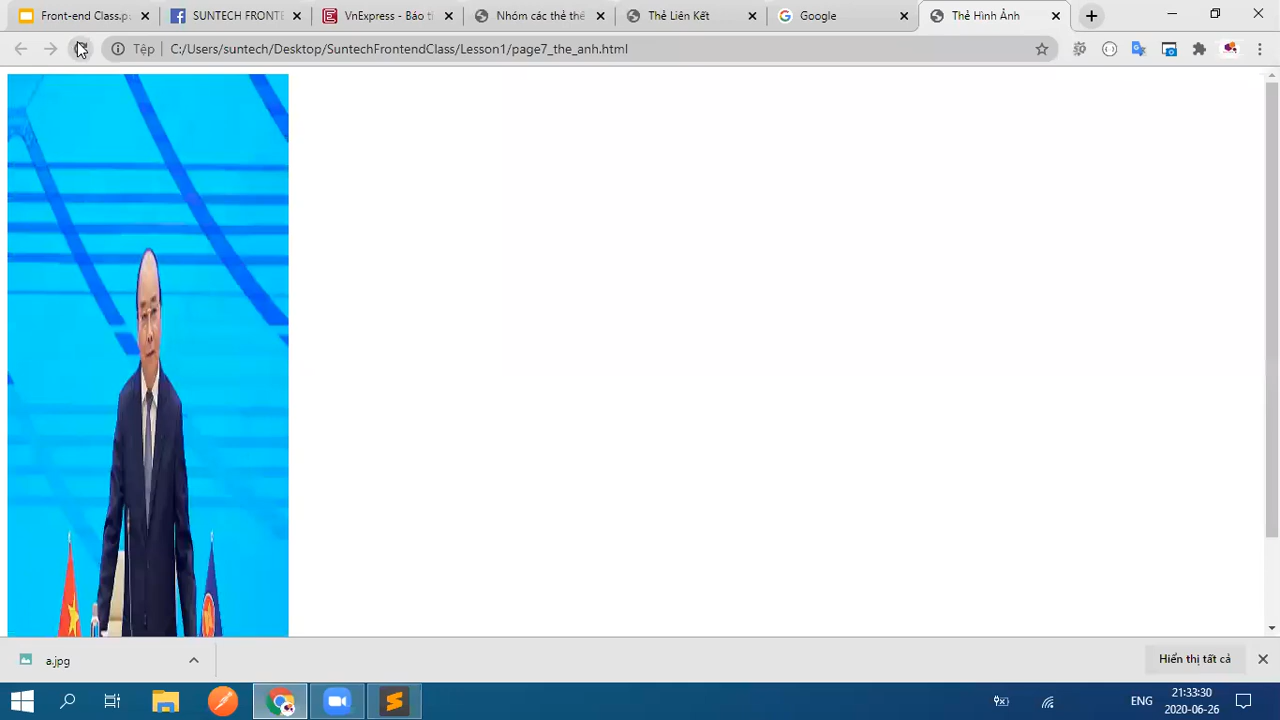 Front-end Class.p
SUNTECH FRONT
VnExpress - Báo t
Nhóm các thẻ thẻ
Thẻ Liên Kết
Google
Thẻ Hình Ảnh
Tệp
C:/Users/suntech/Desktop/SuntechFrontendClass/Lesson1/page7_the_anh.html
a.jpg
Hiển thị tất cả
ENG
21:33:30
2020-06-26